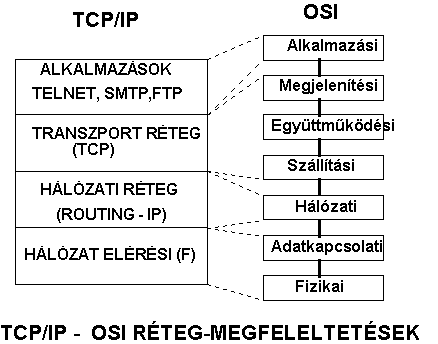 TCP/IP
OSI
ALKALMAZÁSOK
TELNET, SMTP,FTP
TRANSZPORT RÉTEG
(TCP)
HÁLÓZATI RÉTEG
(ROUTING - IP)
HÁLÓZAT ELÉRÉSI (F)
Alkalmazási
Megjelenítési
Együttműködési
Szállítási
Hálózati
Adatkapcsolati
Fizikai
TCP/IP - OSI RÉTEG-MEGFELELTETÉSEK